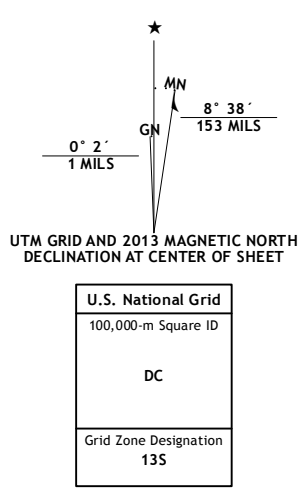 ★
MN
GN
8° 38´
153 MILS
0° 2´
1 MILS
UTM GRID AND 2013 MAGNETIC NORTH
DECLINATION AT CENTER OF SHEET
U.S. National Grid
100,000-m Square ID
DC
Grid Zone Designation
13S